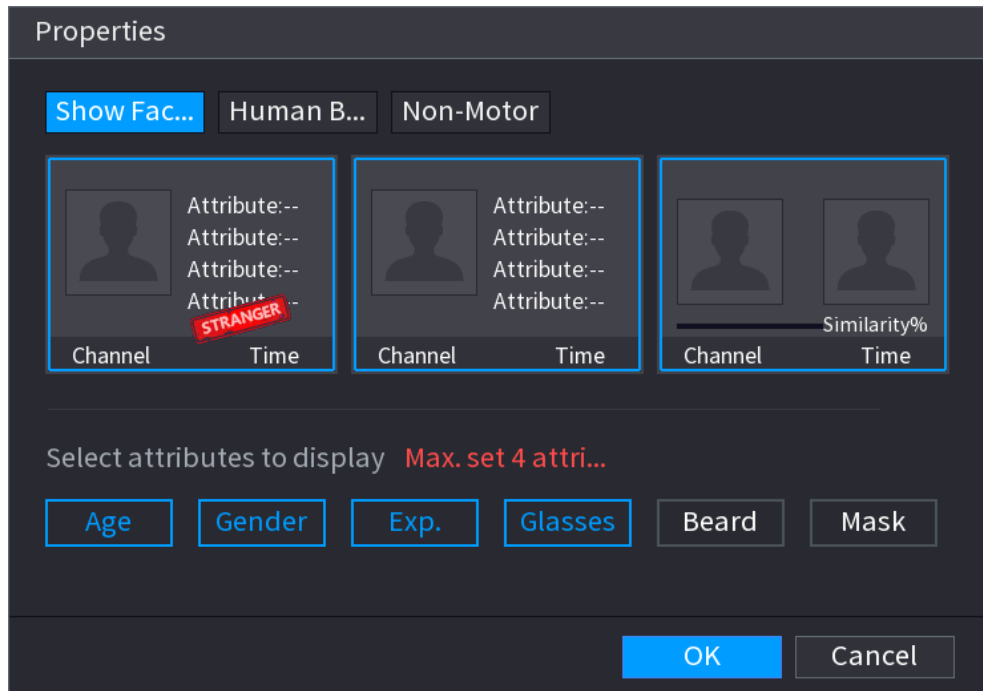 Properties
Show Fac... Human B... Non-Motor
Attribute:--
Attribute:--
Attribute:--
STRANGER
Channel Time
Attribute:--
Attribute:--
Attribute:--
Attribute:--
Channel Time
Similarity%
Channel Time
Select attributes to display Max. set 4 attri...
Age Gender Exp. Glasses Beard Mask
OK Cancel